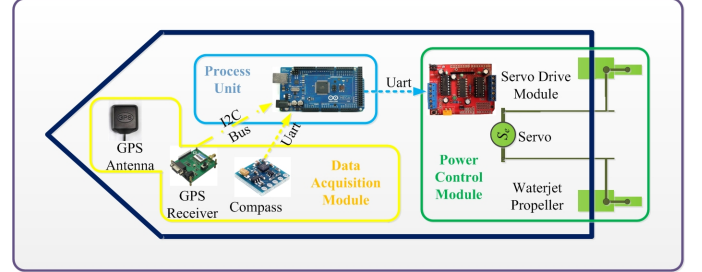 Process
Unit
Uart
Servo Drive
Module
I2C
Bus
Uart
GPS
Antenna
Servo
S
Data
Acquisition
Module
Power
Control
Module
GPS
Receiver
Compass
Waterjet
Propeller